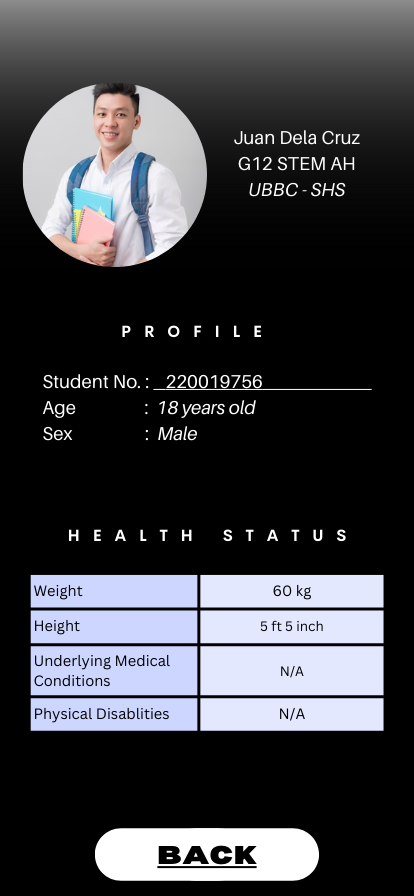 Juan Dela Cruz
G12 STEM AH
UBBC - SHS
PROFILE
Student No. : 220019756
Age : 18 years old
Sex : Male
HEALTH STATUS
Weight 60 kg
Height 5 ft 5 inch
Underlying Medical
Conditions N/A
Physical Disablities N/A
BACK